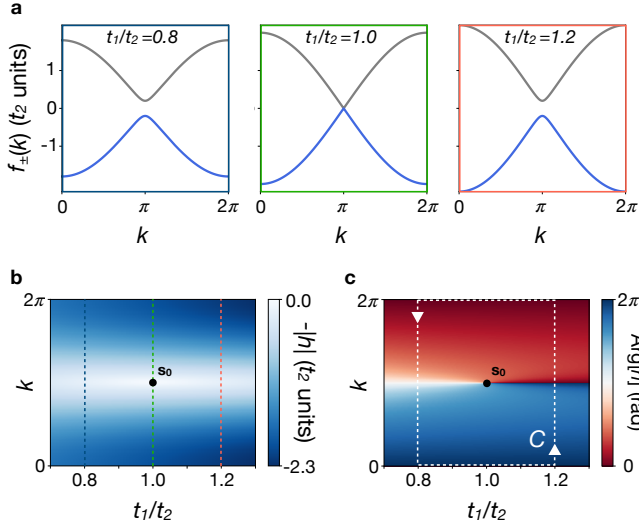 a
t₁/t₂=0.8
t₁/t₂=1.0
t₁/t₂=1.2
f±(k) (t₂ units)
1
0
-1
0 π 2π
0 π 2π
0 π 2π
k
k
k
b
2π
k
0
s₀
0.8 1.0 1.2
t₁/t₂
0.0
-|h| (t₂ units)
-2.3
c
2π
k
0
s₀
C
0.8 1.0 1.2
t₁/t₂
2π
(rad)
0